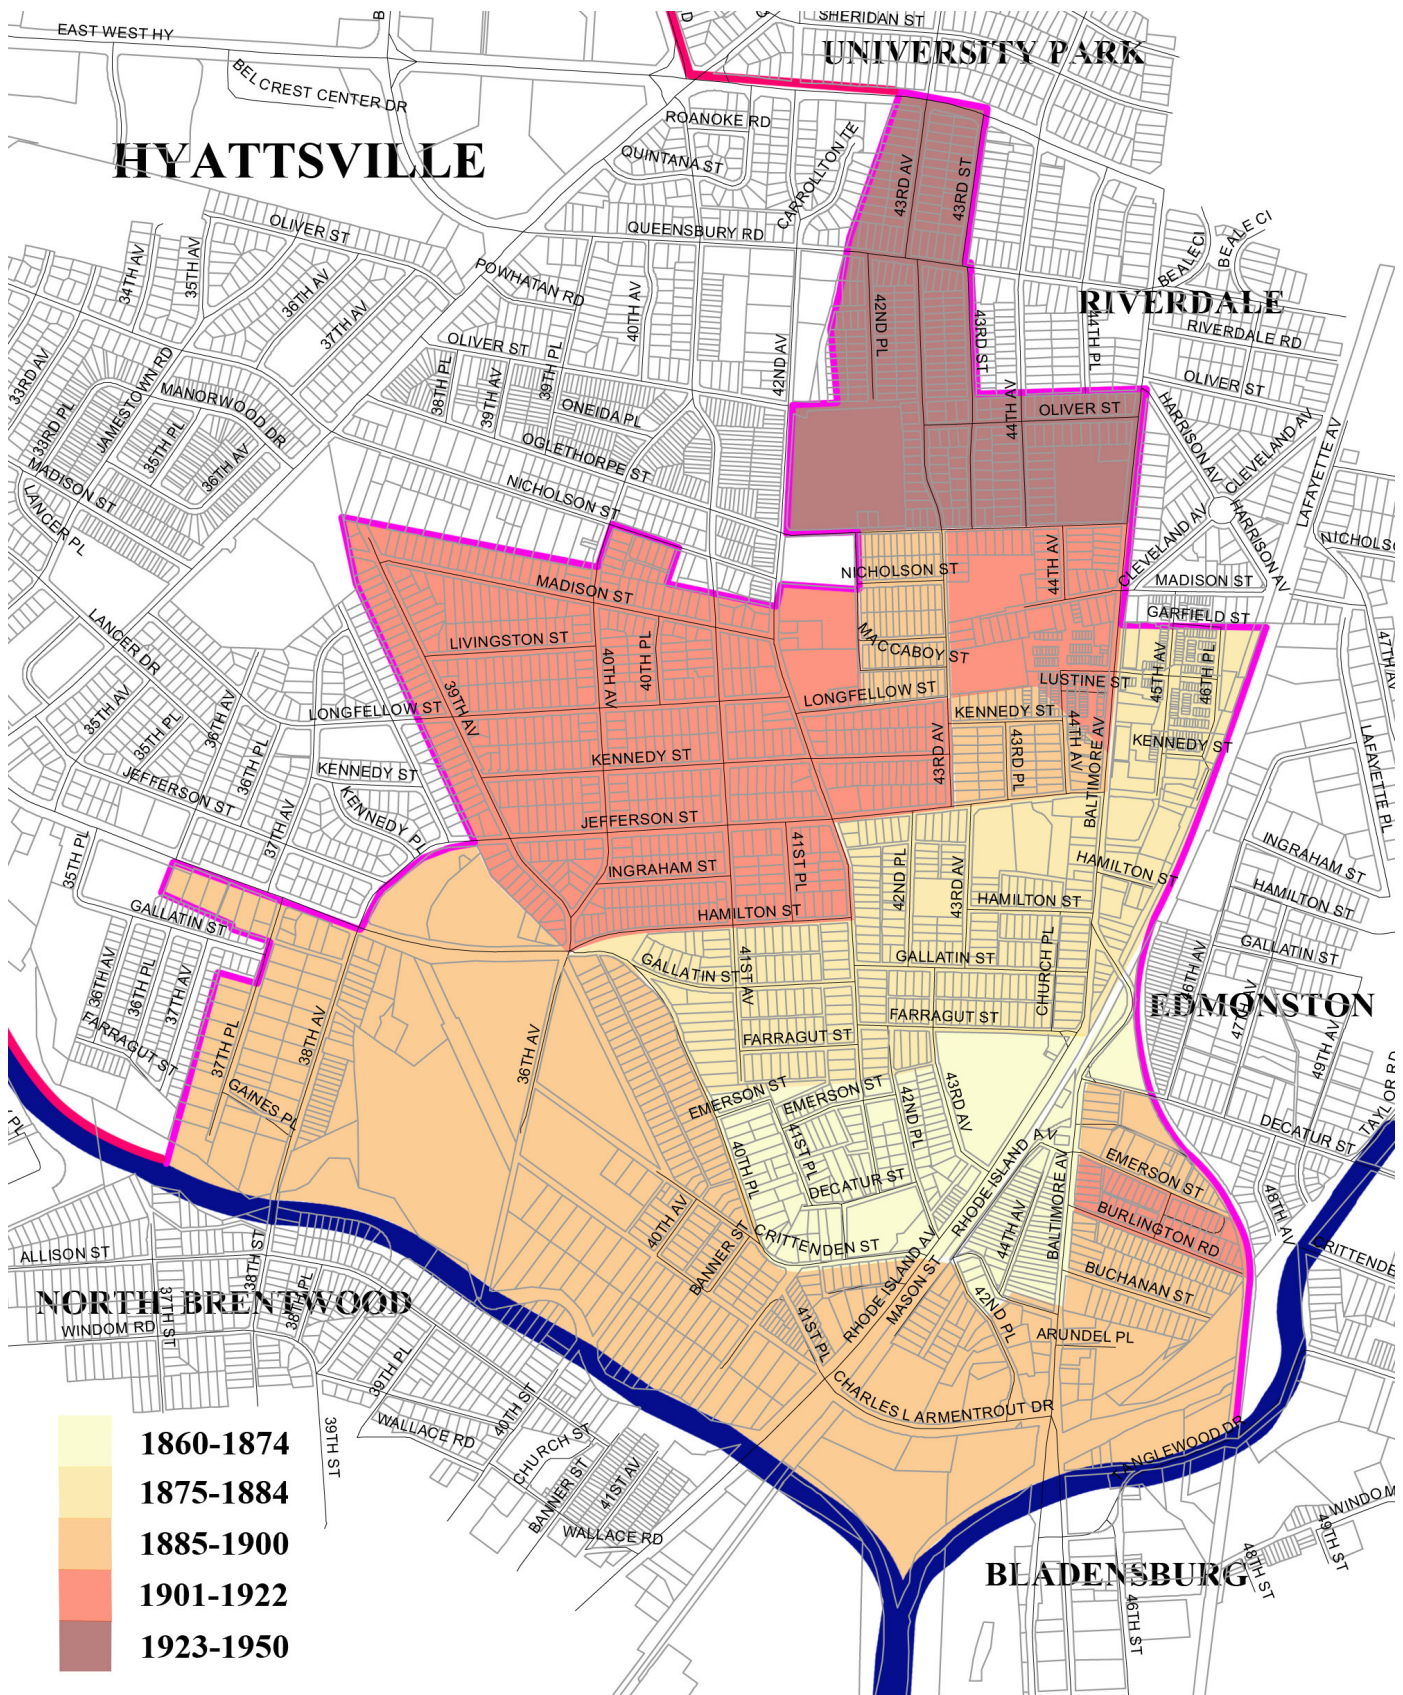 SHERIDAN ST
EAST WEST HY
UNIVERSITY PARK
BELCREST CENTER DR
ROANOKE RD
HYATTSVILLE
QUINTANA ST
CARROLLTON TE
43RD AV
43RD ST
QUEENSBURY RD
OLIVER ST
34TH AV
35TH AV
36TH AV
37TH AV
POWHATAN RD
40TH AV
BEALE CI
BEALE CI
RIVERDALE
RIVERDALE RD
42ND PL
43RD ST
44TH PL
OLIVER ST
39TH PL
38TH PL
39TH AV
42ND AV
33RD AV
33RD PL
JAMESTOWN RD
MANORWOOD DR
35TH PL
36TH AV
ONEIDA PL
OGLETHORPE ST
OLIVER ST
44TH AV
OLIVER ST
HARRISON AV
CLEVELAND AV
LAFAYETTE AV
MADISON ST
LANCER PL
NICHOLSON ST
CLEVELAND AV
HARRISON AV
NICHOLS
NICHOLSON ST
44TH AV
MADISON ST
MADISON ST
GARFIELD ST
LANCER DR
LIVINGSTON ST
40TH AV
40TH PL
MACCABOY ST
45TH AV
46TH PL
47TH AV
LUSTINE ST
LONGFELLOW ST
LONGFELLOW ST
39TH AV
35TH AV
35TH PL
36TH AV
36TH PL
KENNEDY ST
43RD PL
44TH AV
BALTIMORE AV
KENNEDY ST
LAFAYETTE PL
KENNEDY ST
43RD AV
JEFFERSON ST
KENNEDY ST
KENNEDY PL
37TH AV
35TH PL
JEFFERSON ST
41ST PL
INGRAHAM ST
42ND PL
43RD AV
HAMILTON ST
INGRAHAM ST
HAMILTON ST
HAMILTON ST
HAMILTON ST
GALLATIN ST
GALLATIN ST
41ST AV
GALLATIN ST
CHURCH PL
GALLATIN ST
36TH AV
36TH PL
37TH AV
46TH AV
EDMONSTON
47TH AV
49TH AV
FARRAGUT ST
FARRAGUT ST
FARRAGUT ST
37TH PL
38TH AV
36TH AV
GAINES PL
EMERSON ST
EMERSON ST
42ND PL
43RD AV
TAYLOR RD
PL
DECATUR ST
41ST PL
40TH PL
DECATUR ST
RHODE ISLAND AV
BALTIMORE AV
EMERSON ST
48TH AV
40TH AV
BANNER ST
CRITTENDEN ST
44TH AV
BURLINGTON RD
CRITTENDE
ALLISON ST
38TH ST
BUCHANAN ST
NORTH BRENTWOOD
37TH ST
38TH PL
WINDOM RD
RHODE ISLAND AV
MASON ST
42ND PL
41ST PL
ARUNDEL PL
39TH PL
CHARLES L ARMENTROUT DR
40TH ST
WALLACE RD
39TH ST
CHURCH ST
TANGLEWOOD DR
BANNER ST
41ST AV
WALLACE RD
WINDOM
49TH ST
48TH ST
BLADENSBURG
46TH ST
1860-1874
1875-1884
1885-1900
1901-1922
1923-1950